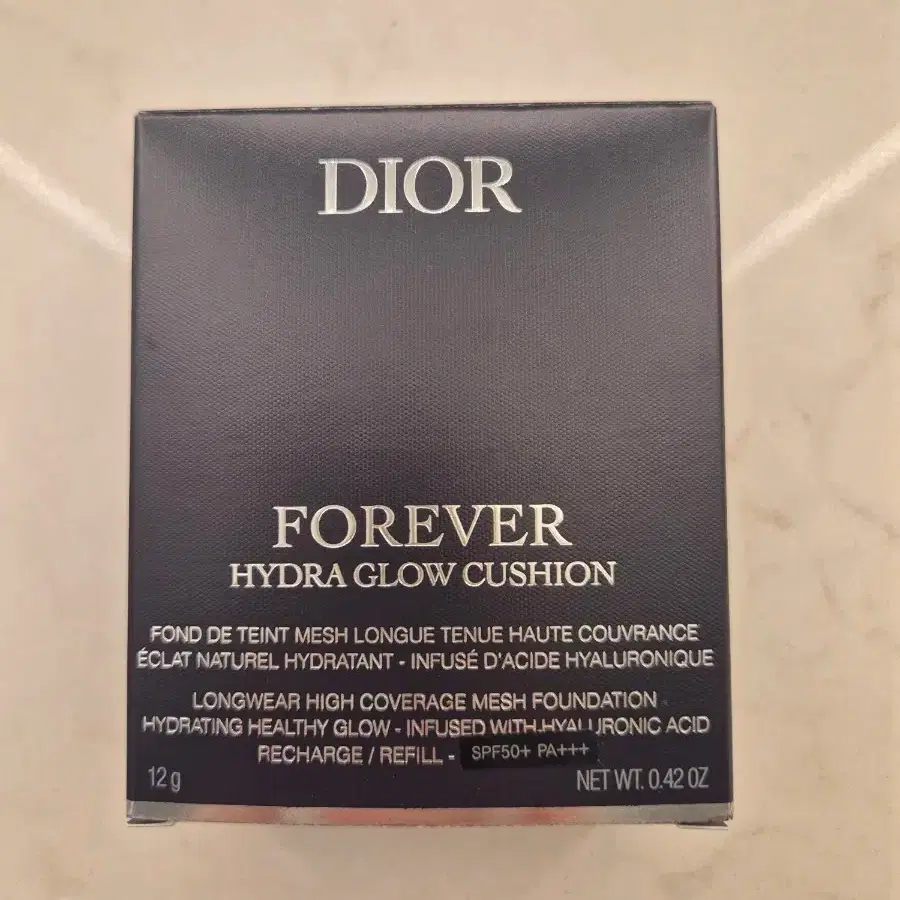 DIOR
FOREVER
HYDRA GLOW CUSHION
FOND DE TEINT MESH LONGUE TENUE HAUTE COUVRANCE
ÉCLAT NATUREL HYDRATANT - INFUSÉ D'ACIDE HYALURONIQUE
LONGWEAR HIGH COVERAGE MESH FOUNDATION
HYDRATING HEALTHY GLOW - INFUSED WITH HYALURONIC ACID
RECHARGE / REFILL - SPF50+ PA+++
12 g NET WT. 0.42 OZ